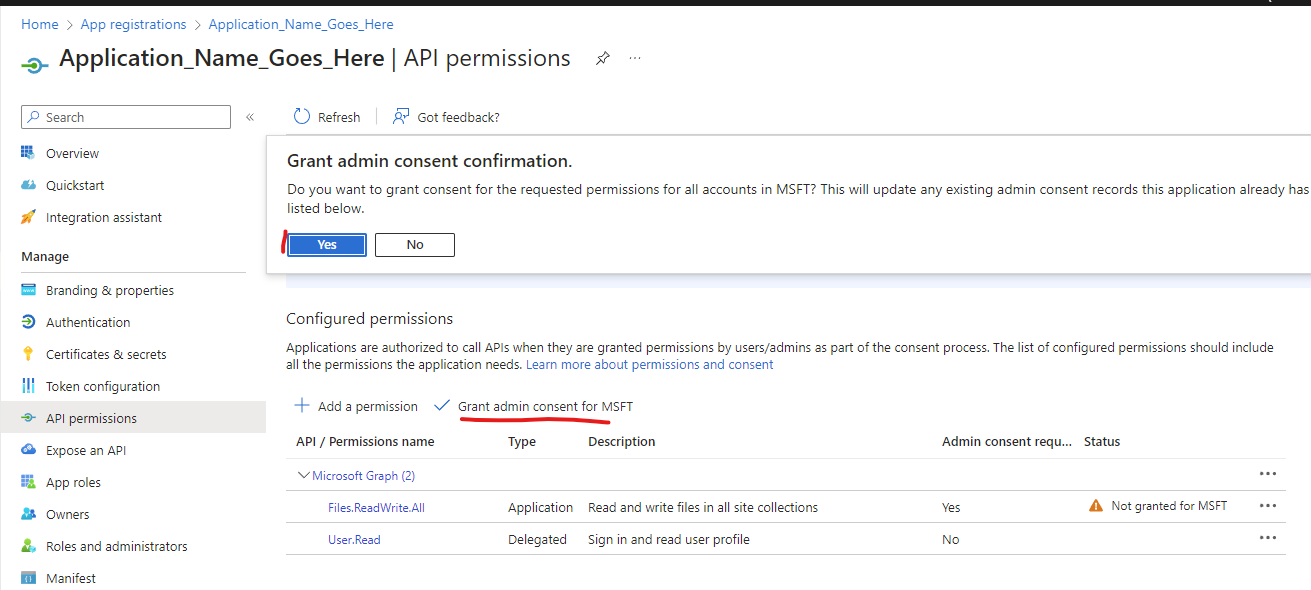 Home > App registrations > Application_Name_Goes_Here
Application_Name_Goes_Here | API permissions
Search
Refresh
Got feedback?
Overview
Quickstart
Integration assistant
Manage
Branding & properties
Authentication
Certificates & secrets
Token configuration
API permissions
Expose an API
App roles
Owners
Roles and administrators
Manifest
Grant admin consent confirmation.
Do you want to grant consent for the requested permissions for all accounts in MSFT? This will update any existing admin consent records this application already has
listed below.
Yes No
Configured permissions
Applications are authorized to call APIs when they are granted permissions by users/admins as part of the consent process. The list of configured permissions should include
all the permissions the application needs. Learn more about permissions and consent
Add a permission Grant admin consent for MSFT
API / Permissions name Type Description Admin consent requ... Status
Microsoft Graph (2)
Files.ReadWrite.All Application Read and write files in all site collections Yes Not granted for MSFT
User.Read Delegated Sign in and read user profile No